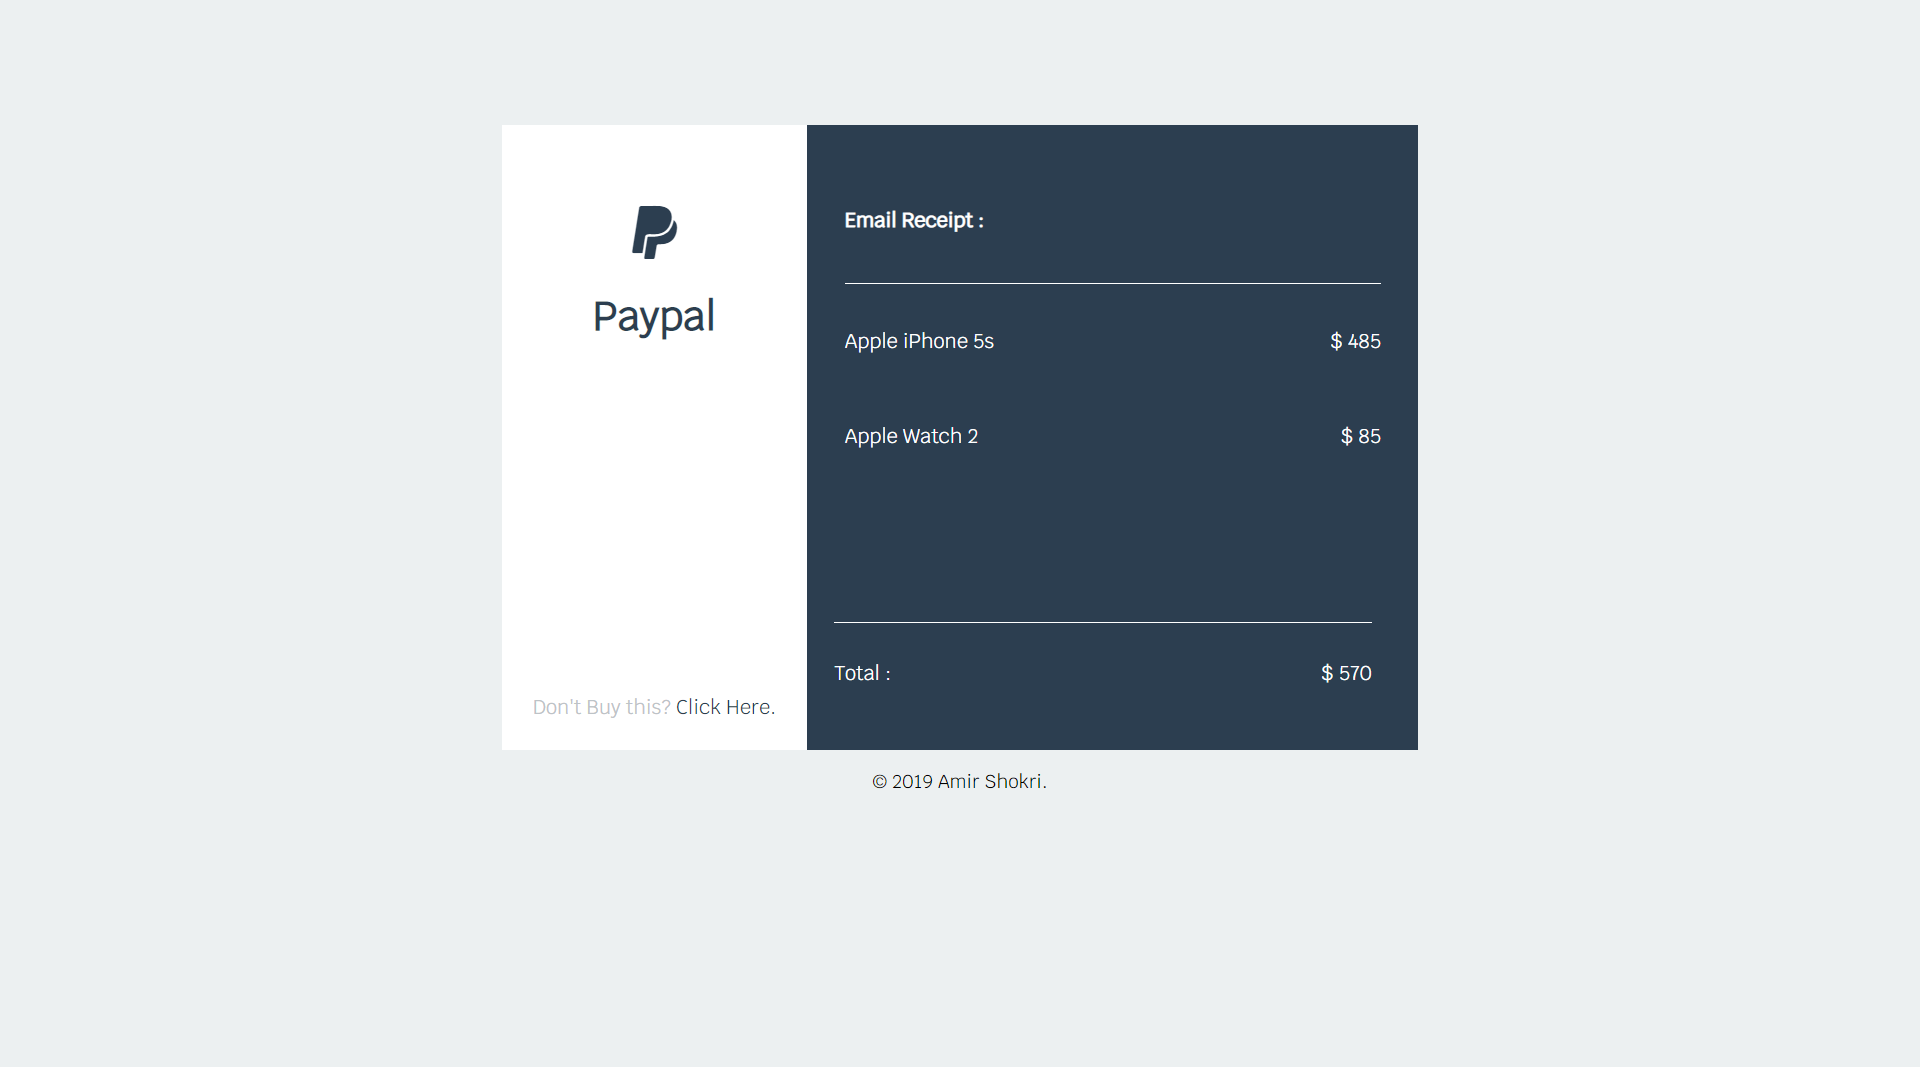 Paypal
Don't Buy this? Click Here.
Email Receipt :
Apple iPhone 5s $ 485
Apple Watch 2 $ 85
Total : $ 570
© 2019 Amir Shokri.